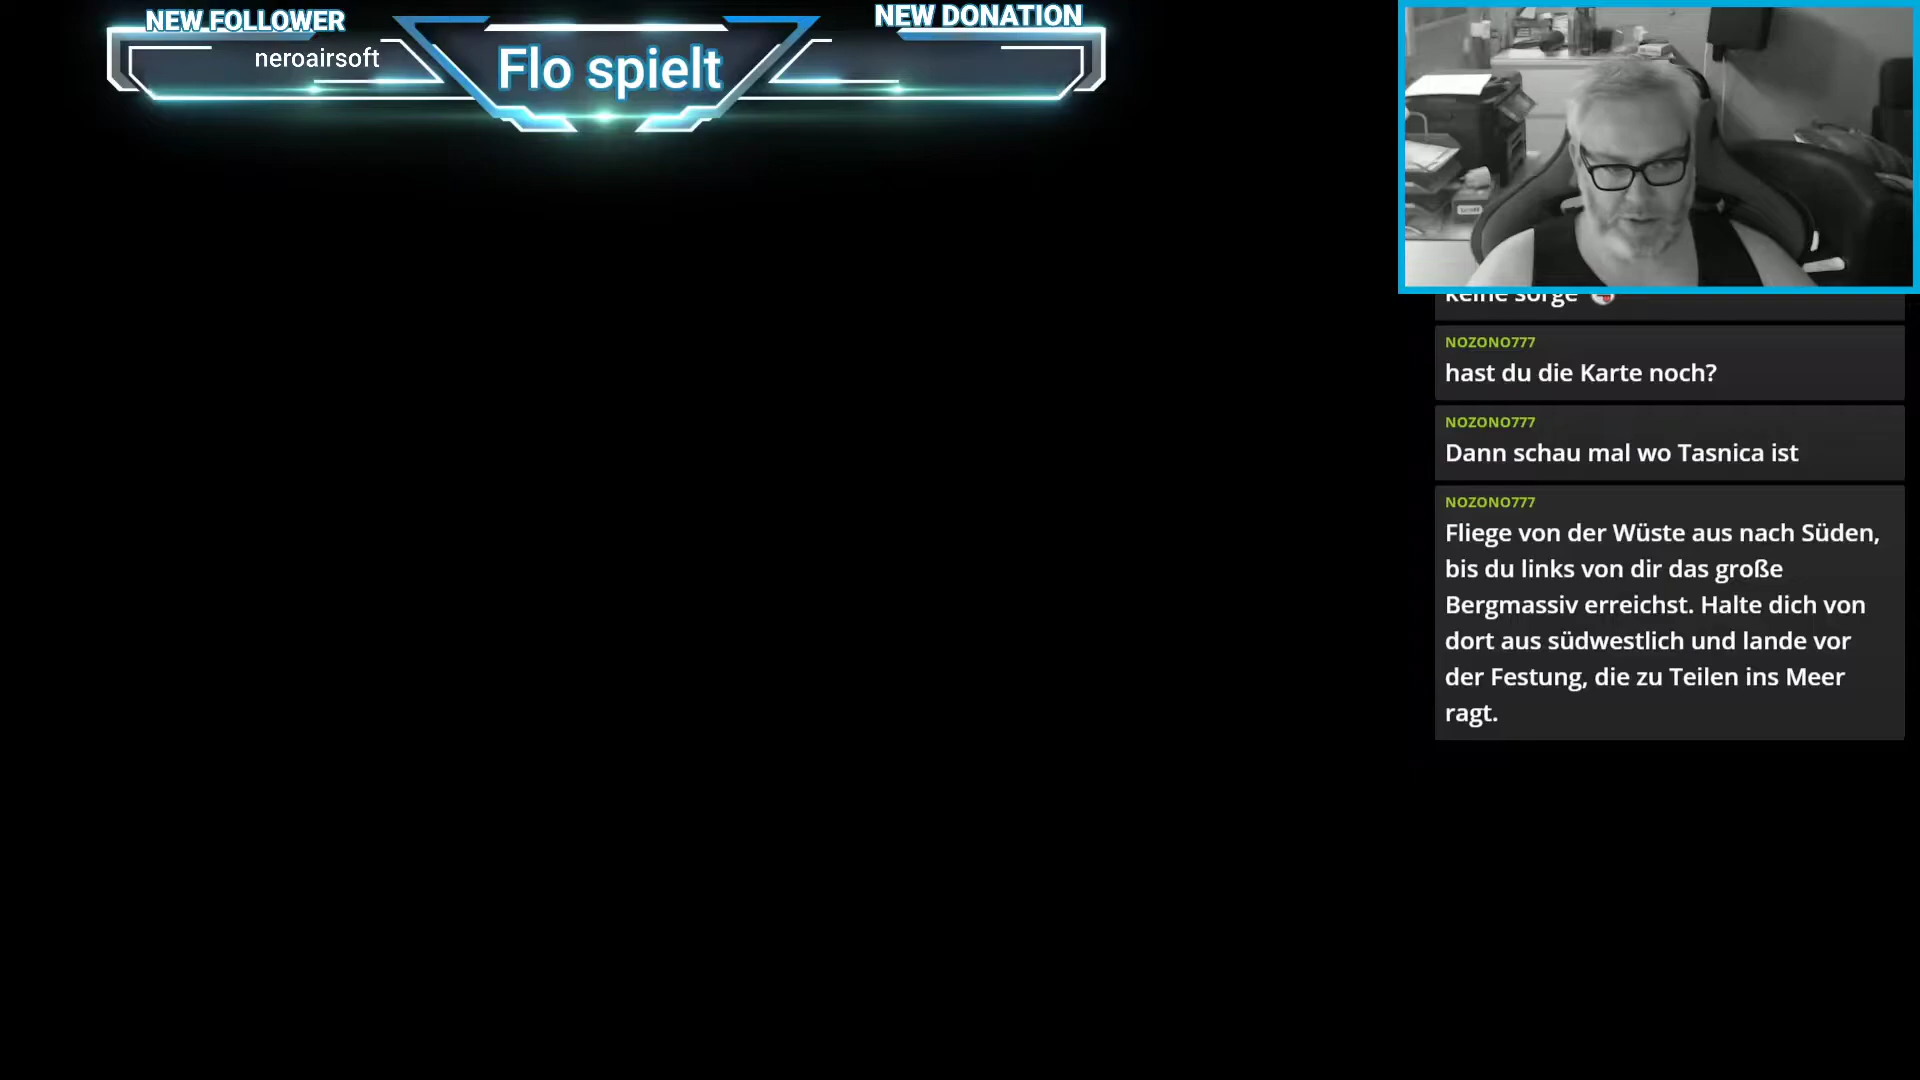 NEW FOLLOWER
neroairsoft
Flo spielt
NEW DONATION
keine sorge
NOZONO777
hast du die Karte noch?
NOZONO777
Dann schau mal wo Tasnica ist
NOZONO777
Fliege von der Wüste aus nach Süden,
bis du links von dir das große
Bergmassiv erreichst. Halte dich von
dort aus südwestlich und lande vor
der Festung, die zu Teilen ins Meer
ragt.